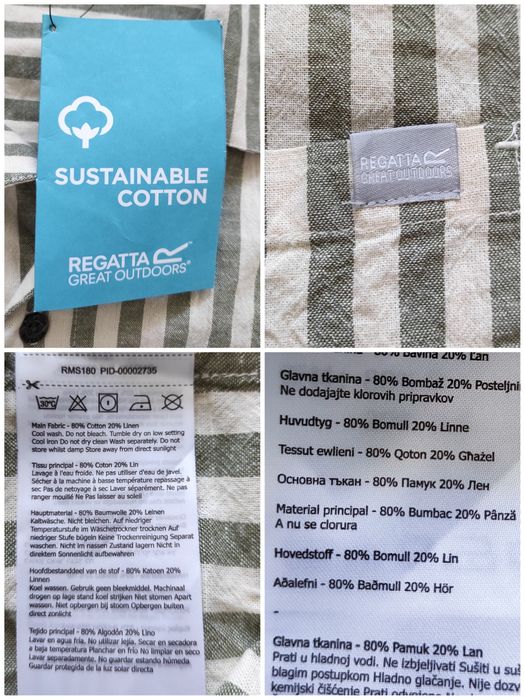 SUSTAINABLE
COTTON
REGATTA
GREAT OUTDOORS®
REGATTA
GREAT OUTDOORS
RMS180 PID-00002735
30°C
Main Fabric - 80% Cotton 20% Linen
Cool wash. Do not bleach. Tumble dry on low setting
Cool iron Do not dry clean Wash separately. Do not
store whilst damp Store away from direct sunlight
Tissu principal - 80% Coton 20% Lin
Lavage à l'eau froide. Ne pas utiliser d'eau de javel.
Sécher à la machine à basse température repassage à
sec Pas de netoyage à sec Laver séparément. Ne pas
ranger mouillé Ne Pas laisser au soleil
Hauptmaterial - 80% Baumwolle 20% Leinen
Kaltwäsche. Nicht bleichen. Auf niedriger
Temperaturstufe im Wäschetrockner trocknen Auf
niedriger Stufe bügeln Keine Trockenreinigung Separat
waschen. Nicht im nassen Zustand lagern Nicht in
direktem Sonnenlicht aufbewahren
Hoofdbestanddeel van de stof - 80% Katoen 20%
Linnen
Koel wassen. Gebruik geen bleekmiddel. Machinaal
drogen op lage stand koel strijken Niet stomen Apart
wassen. Niet opbergen bij stoom Opbergen buiten
direct zonlicht
Tejido principal - 80% Algodón 20% Lino
Lavar en agua fria. No utilizar lejía. Secar en secadora
a baja temperatura Planchar en frío No limpiar en seco
Lavar separadamente. No guardar estando húmeda
Guardar protegida de la luz solar directa
80% Bavlna 20% Ľan
Glavna tkanina - 80% Bombaž 20% Posteljni
Ne dodajajte klorovih pripravkov
Huvudtyg - 80% Bomull 20% Linne
Tessut ewlieni - 80% Qoton 20% Għażel
Основна тъкан - 80% Памук 20% Лен
Material principal - 80% Bumbac 20% Pânză
A nu se clorura
Hovedstoff - 80% Bomull 20% Lin
Aðalefni - 80% Baðmull 20% Hör
-
Glavna tkanina - 80% Pamuk 20% Lan
Prati u hladnoj vodi. Ne izbjeljivati Sušiti u suš
blagim postupkom Hladno glačanje. Nije dozv
kemijski čišćenje Prati odvojeno